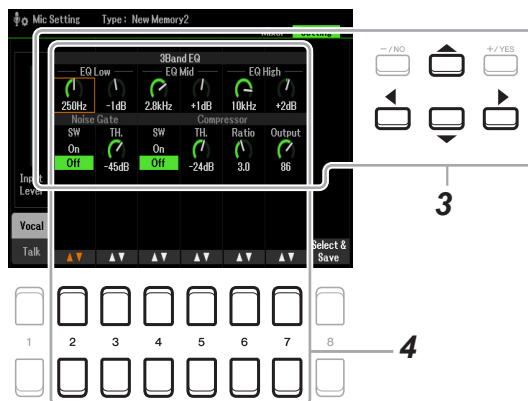 Mic Setting Type : New Memory2
3Band EQ
EQ Low EQ Mid EQ High
250Hz -1dB 2.8kHz +1dB 10kHz +2dB
Noise Gate Compressor
SW TH. SW TH. Ratio Output
On On
Off -45dB Off -24dB 3.0 86
Input
Level
Vocal
Talk
Select &
Save
−/NO +/YES
3
1 2 3 4 5 6 7 8
4